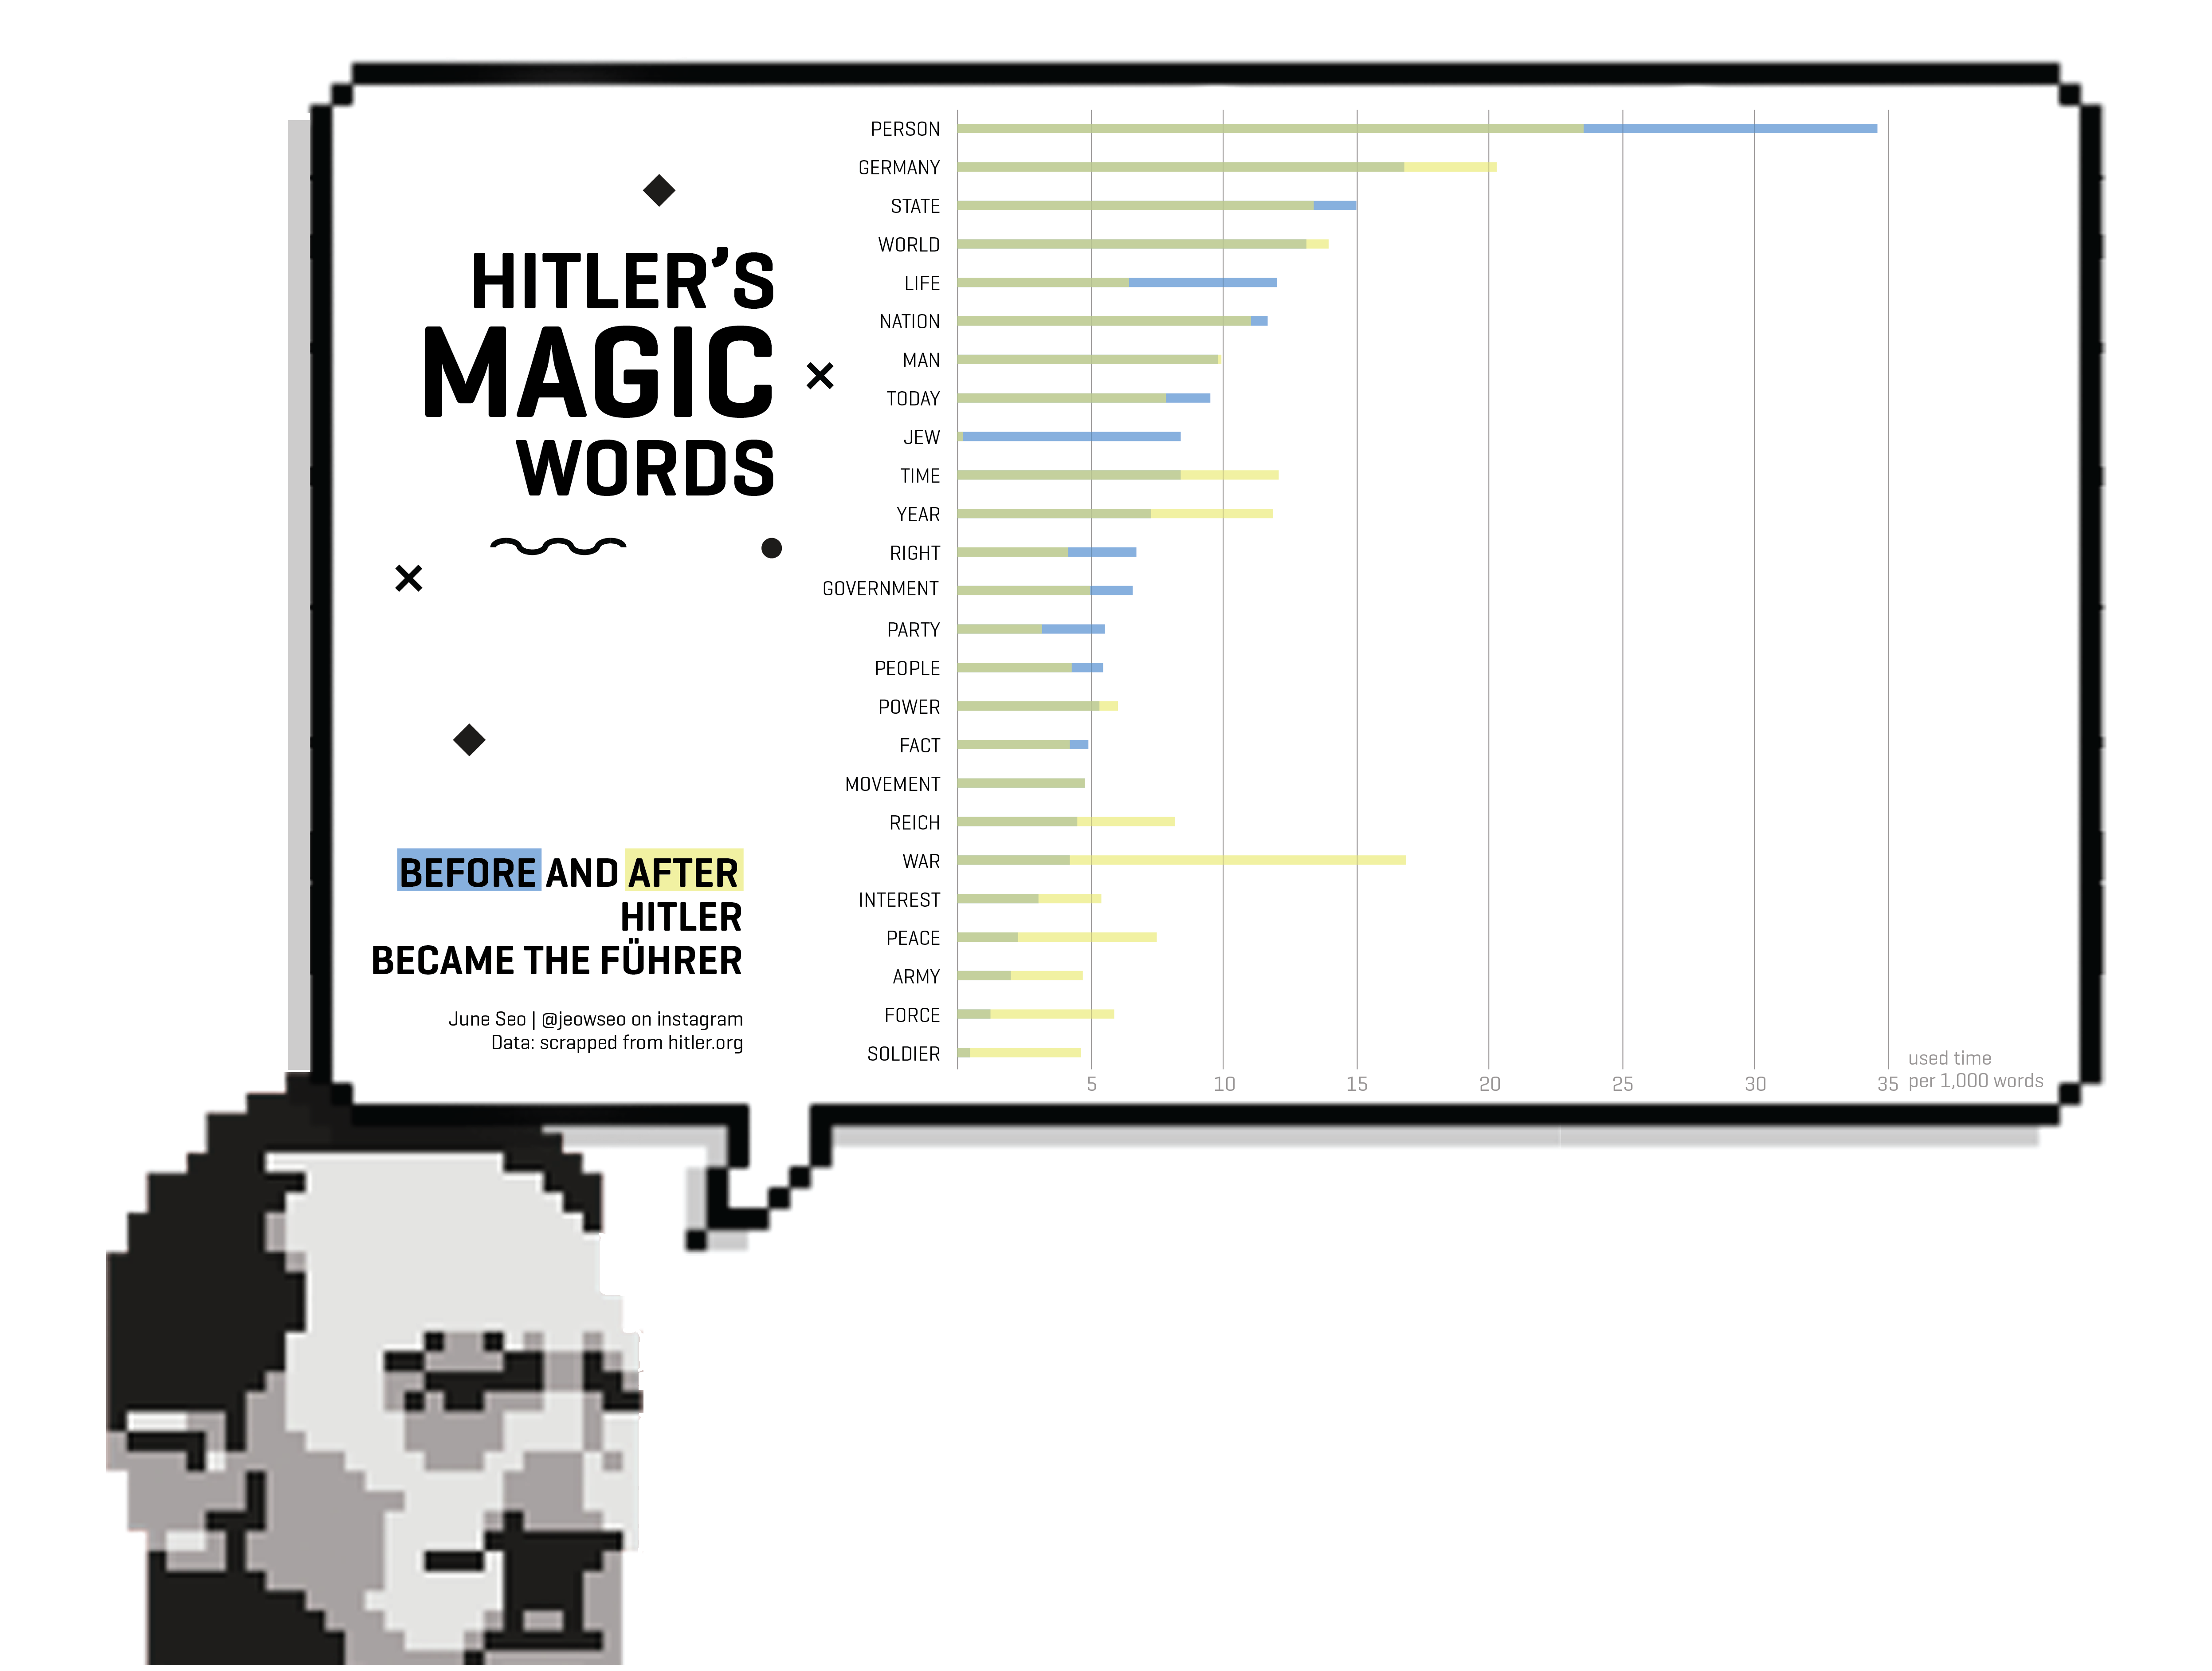 HITLER'S
MAGIC
WORDS
BEFORE AND AFTER
HITLER
BECAME THE FÜHRER
June Seo | @jeowseo on instagram
Data: scrapped from hitler.org
PERSON
GERMANY
STATE
WORLD
LIFE
NATION
MAN
TODAY
JEW
TIME
YEAR
RIGHT
GOVERNMENT
PARTY
PEOPLE
POWER
FACT
MOVEMENT
REICH
WAR
INTEREST
PEACE
ARMY
FORCE
SOLDIER
5 10 15 20 25 30 35
used time
per 1,000 words